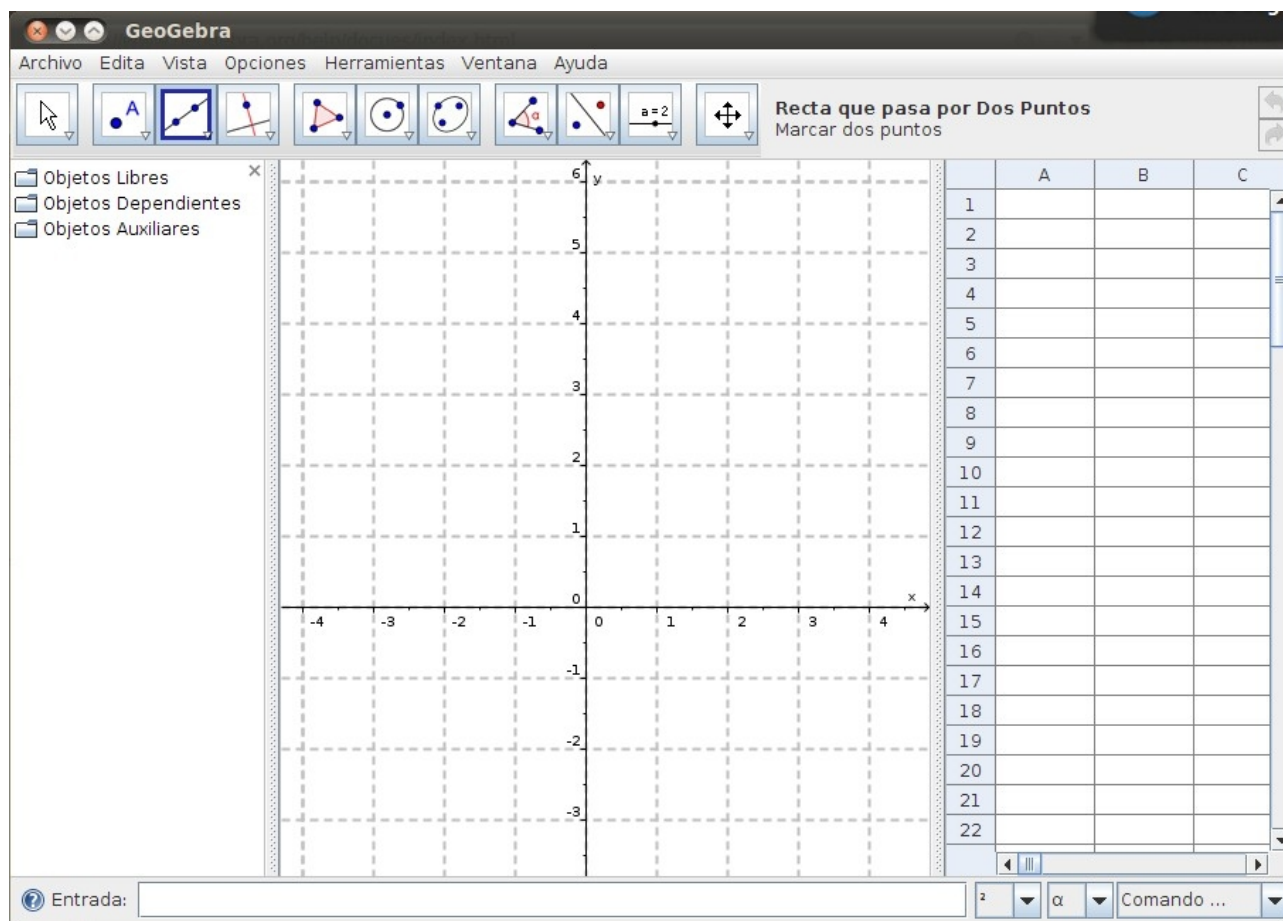 GeoGebra
Archivo Edita Vista Opciones Herramientas Ventana Ayuda
A
α
a = 2
Recta que pasa por Dos Puntos
Marcar dos puntos
Objetos Libres
Objetos Dependientes
Objetos Auxiliares
6 y
5
4
3
2
1
0 x
-4 -3 -2 -1 0 1 2 3 4
-1
-2
-3
A B C
1
2
3
4
5
6
7
8
9
10
11
12
13
14
15
16
17
18
19
20
21
22
Entrada: ² α Comando ...